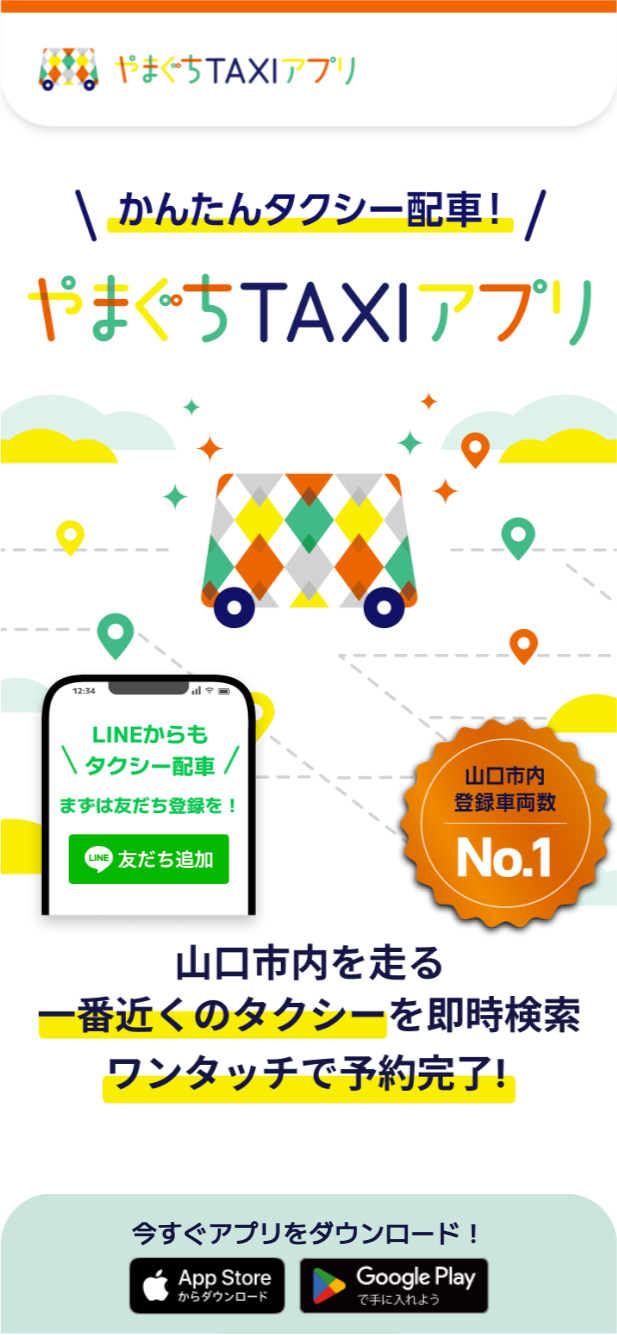 やまぐちTAXIアプリ
かんたんタクシー配車!
やまぐちTAXIアプリ
12:34
LINEからも
タクシー配車
まずは友だち登録を!
LINE 友だち追加
山口市内
登録車両数
No.1
山口市内を走る
一番近くのタクシーを即時検索
ワンタッチで予約完了!
今すぐアプリをダウンロード!
App Store
からダウンロード
Google Play
で手に入れよう